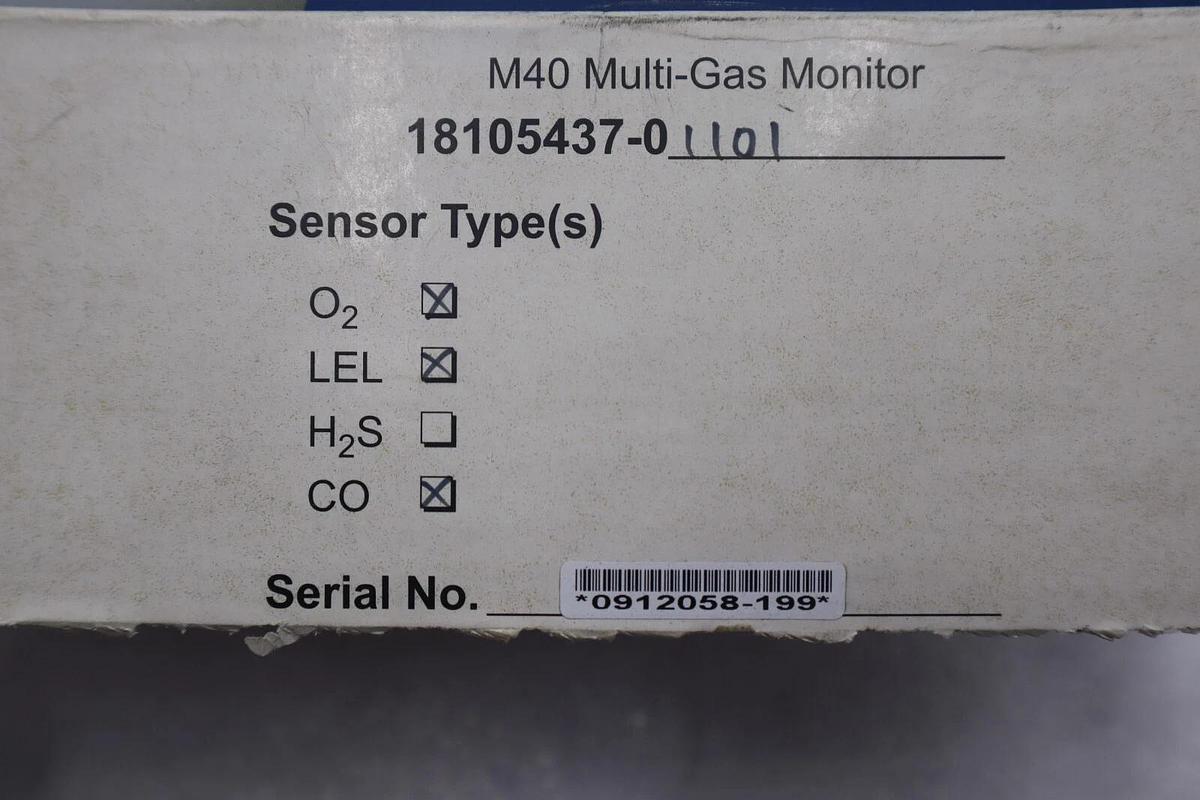 M40 Multi-Gas Monitor
18105437-01101
Sensor Type(s)
O₂ ☒
LEL ☒
H₂S ☐
CO ☒
Serial No. *0912058-199*